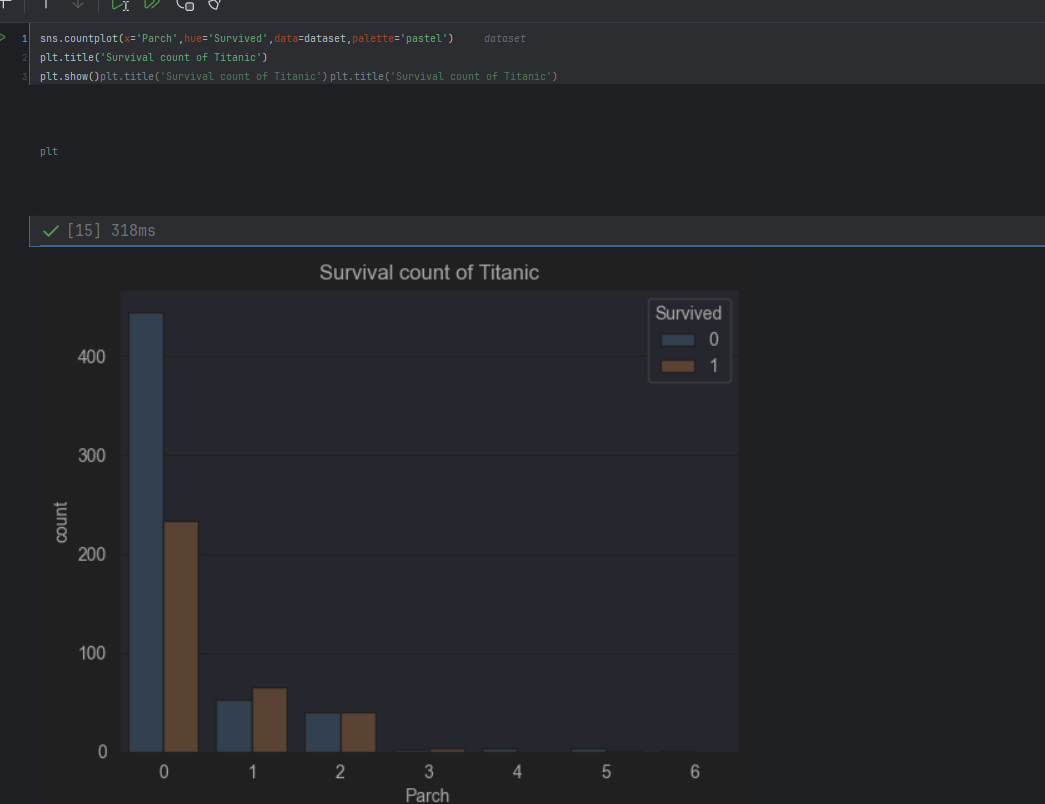 1 sns.countplot(x='Parch',hue='Survived',data=dataset,palette='pastel') dataset
2 plt.title('Survival count of Titanic')
3 plt.show()plt.title('Survival count of Titanic')plt.title('Survival count of Titanic')
plt
[15] 318ms
Survival count of Titanic
Survived
0
1
400
300
200
100
0
count
0 1 2 3 4 5 6
Parch